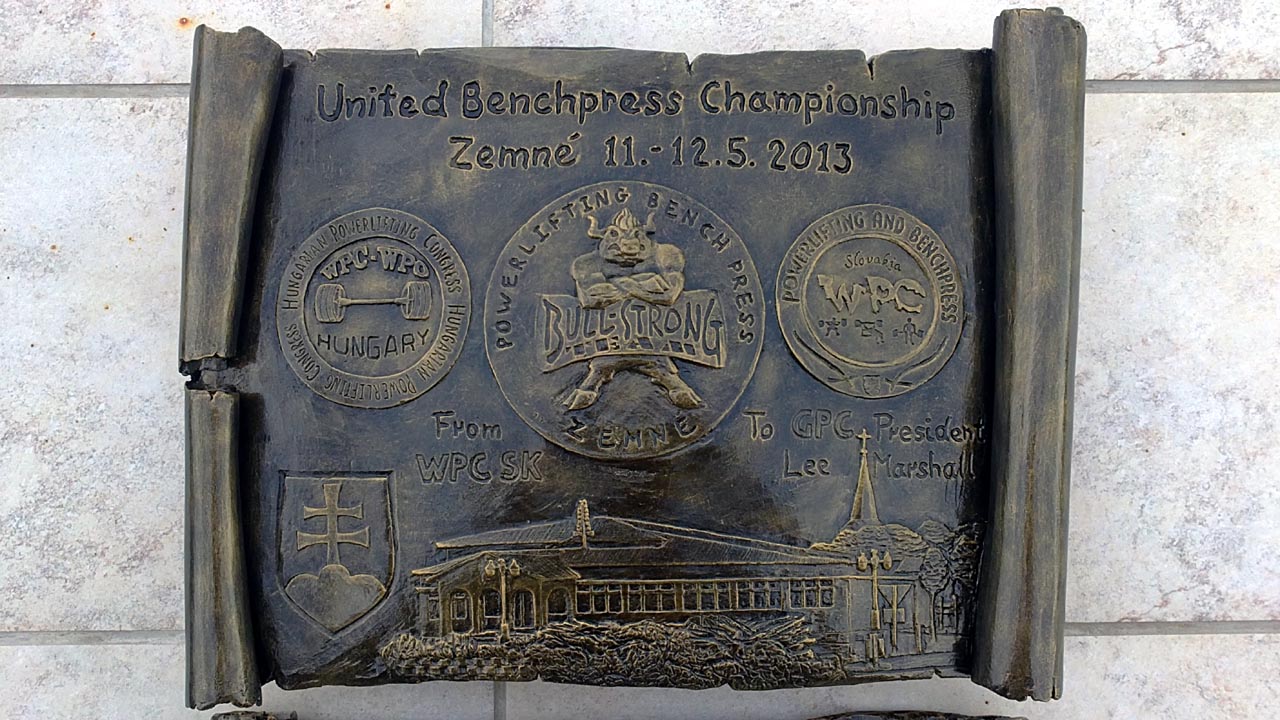 United Benchpress Championship
Zemné 11.-12.5.2013
HUNGARIAN POWERLIFTING CONGRESS HUNGARIAN POWERLIFTING CONGRESS
WPC-WPO
HUNGARY
POWERLIFTING BENCH PRESS
BULL-STRONG
ZEMNE
POWERLIFTING AND BENCHPRESS
Slovakia
WPC
From
WPC SK
To GPC President
Lee Marshall